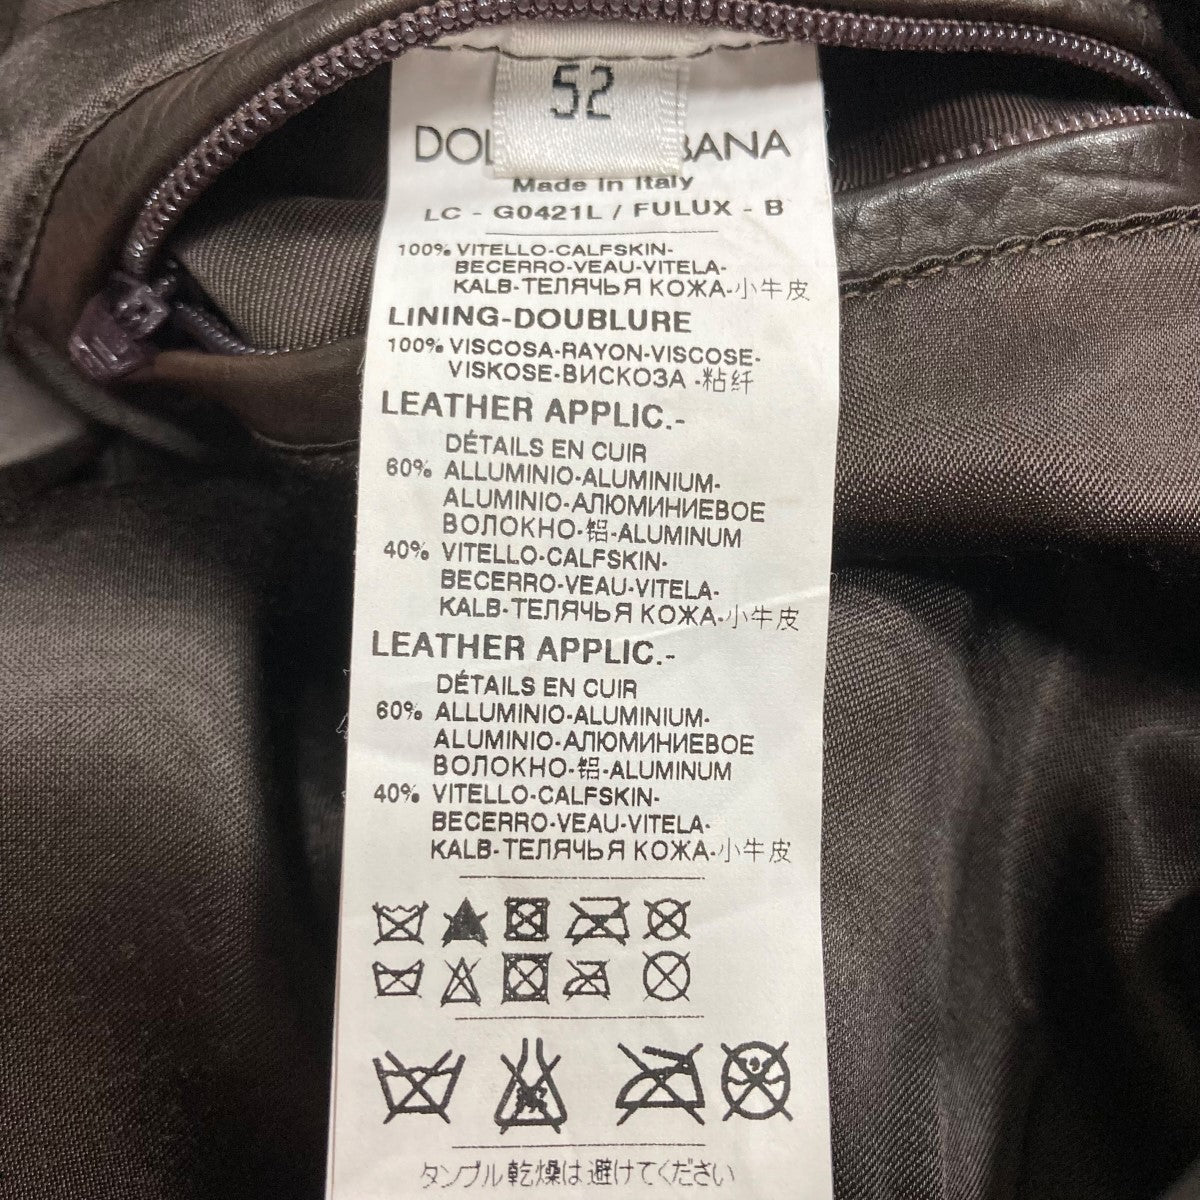 52
DOL BANA
Made in Italy
LC - G0421L / FULUX - B
100% VITELLO-CALFSKIN-
BECERRO-VEAU-VITELA-
KALB-ТЕЛЯЧЬЯ КОЖА-小牛皮
LINING-DOUBLURE
100% VISCOSA-RAYON-VISCOSE-
VISKOSE-ВИСКОЗА -粘纤
LEATHER APPLIC.-
DÉTAILS EN CUIR
60% ALLUMINIO-ALUMINIUM-
ALUMINIO-АЛЮМИНИЕВОЕ
ВОЛОКНО-铝-ALUMINUM
40% VITELLO-CALFSKIN-
BECERRO-VEAU-VITELA-
KALB-ТЕЛЯЧЬЯ КОЖА-小牛皮
LEATHER APPLIC.-
DÉTAILS EN CUIR
60% ALLUMINIO-ALUMINIUM-
ALUMINIO-АЛЮМИНИЕВОЕ
ВОЛОКНО-铝-ALUMINUM
40% VITELLO-CALFSKIN-
BECERRO-VEAU-VITELA-
KALB-ТЕЛЯЧЬЯ КОЖА-小牛皮
タンブル乾燥は避けてください